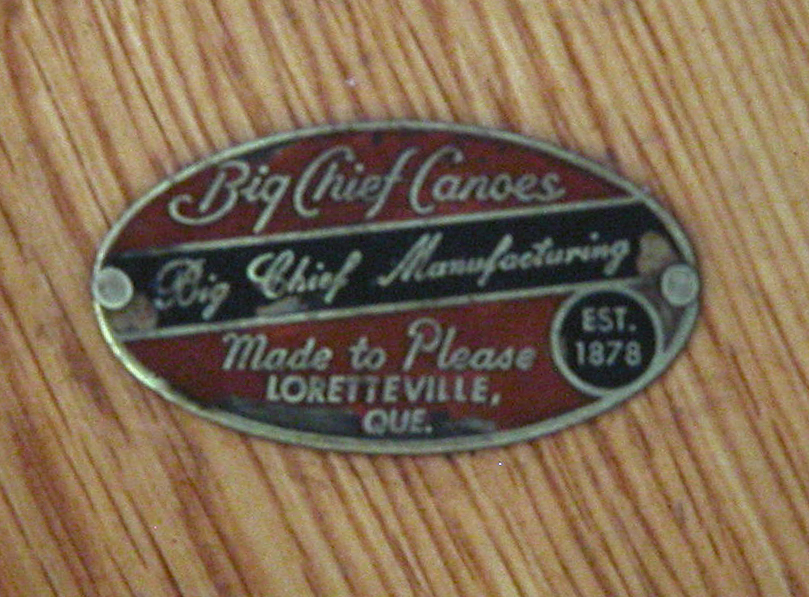 Big Chief Canoes
Big Chief Manufacturing
Made to Please
LORETTEVILLE,
QUE.
EST.
1878